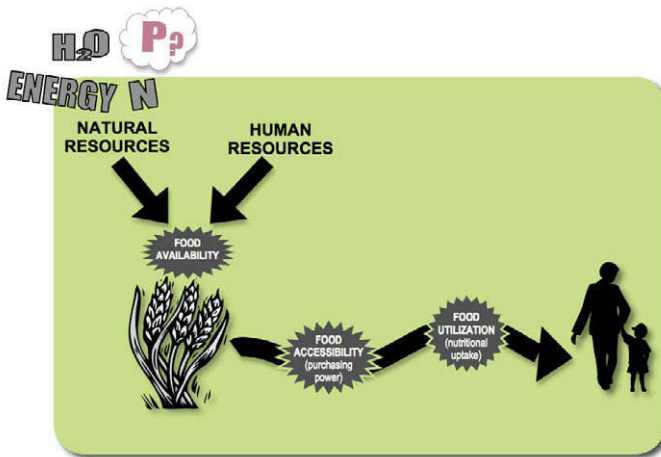 H₂O P?
ENERGY N
NATURAL
RESOURCES
HUMAN
RESOURCES
FOOD
AVAILABILITY
FOOD
ACCESSIBILITY
(purchasing
power)
FOOD
UTILIZATION
(nutritional
uptake)